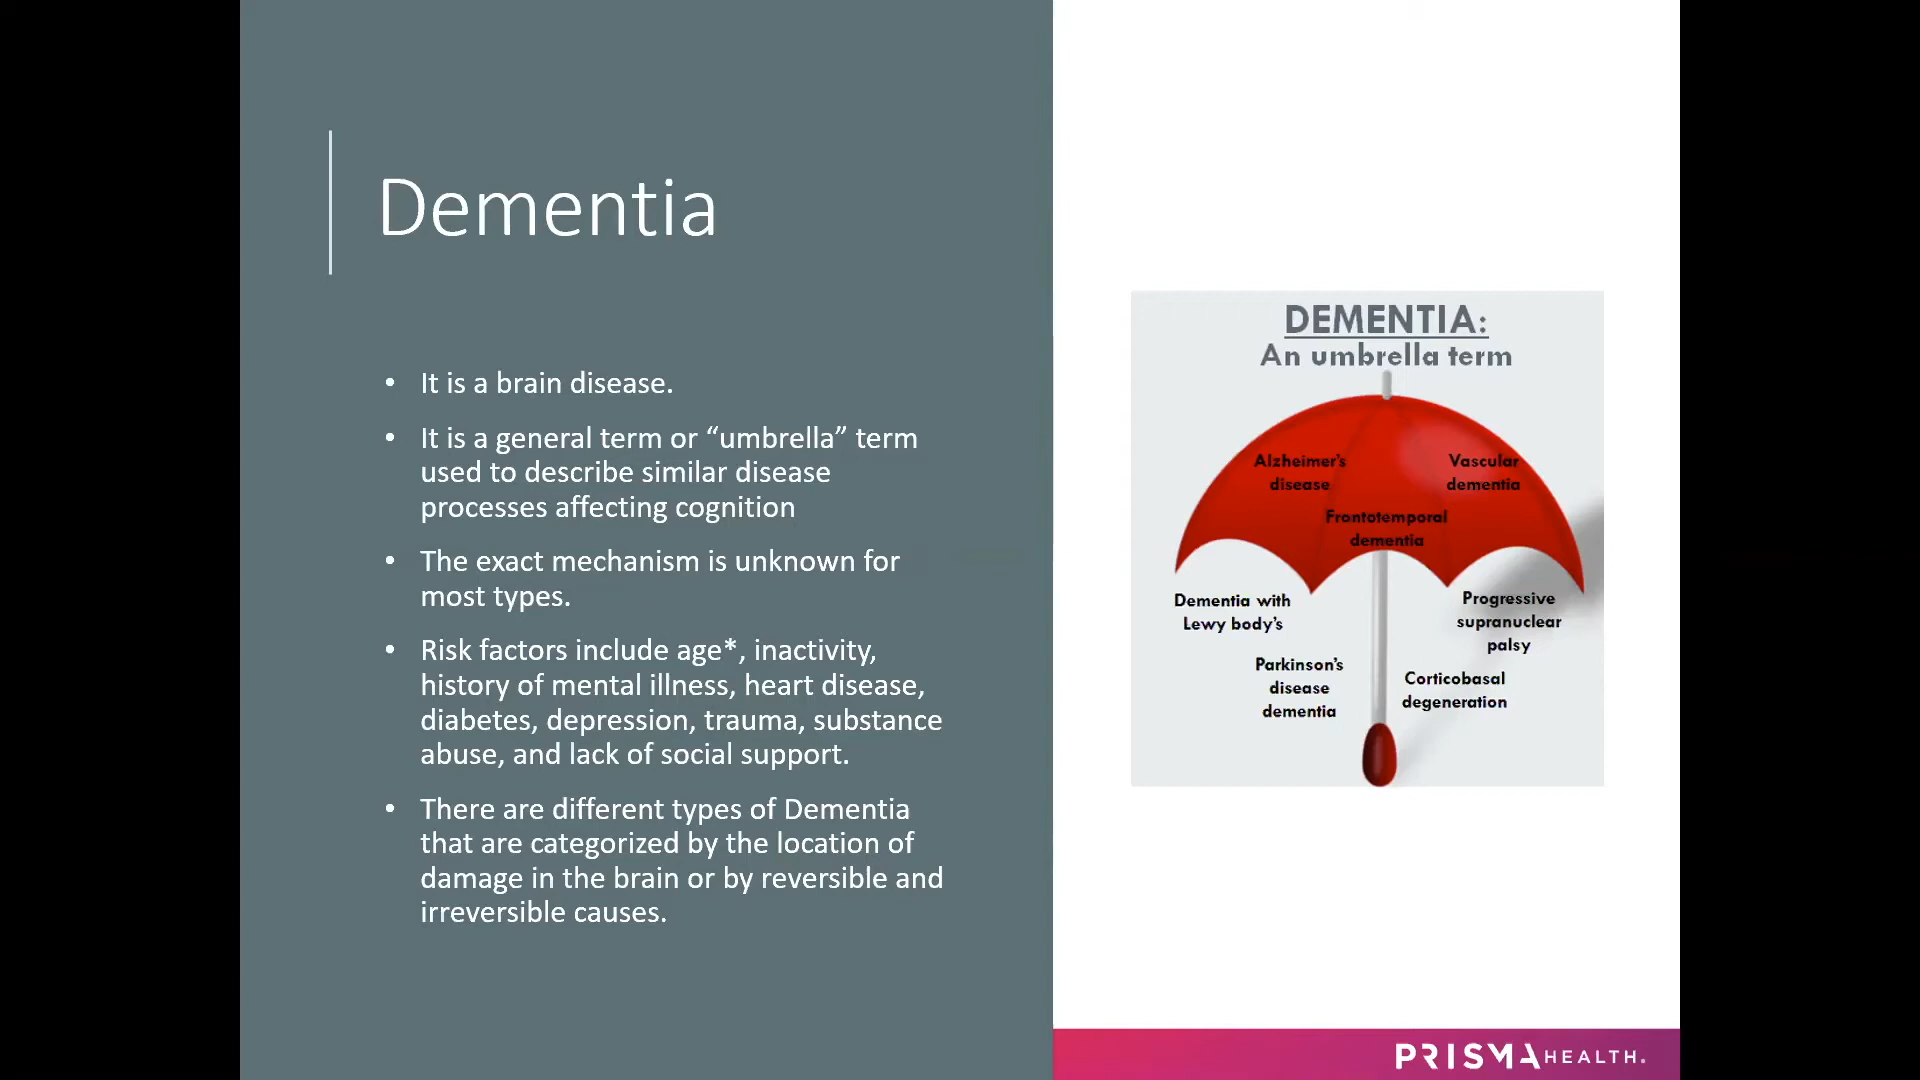 Dementia
• It is a brain disease.
• It is a general term or “umbrella” term
used to describe similar disease
processes affecting cognition
• The exact mechanism is unknown for
most types.
• Risk factors include age*, inactivity,
history of mental illness, heart disease,
diabetes, depression, trauma, substance
abuse, and lack of social support.
• There are different types of Dementia
that are categorized by the location of
damage in the brain or by reversible and
irreversible causes.
DEMENTIA:
An umbrella term
Alzheimer's
disease
Vascular
dementia
Frontotemporal
dementia
Dementia with
Lewy body's
Progressive
supranuclear
palsy
Parkinson's
disease
dementia
Corticobasal
degeneration
PRISMA HEALTH.